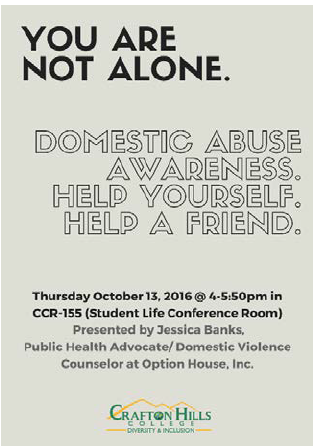 YOU ARE
NOT ALONE.
DOMESTIC ABUSE
AWARENESS.
HELP YOURSELF.
HELP A FRIEND.
Thursday October 13, 2016 @ 4-5:50pm in
CCR-155 (Student Life Conference Room)
Presented by Jessica Banks,
Public Health Advocate/ Domestic Violence
Counselor at Option House, Inc.
CRAFTON HILLS
COLLEGE
DIVERSITY & INCLUSION